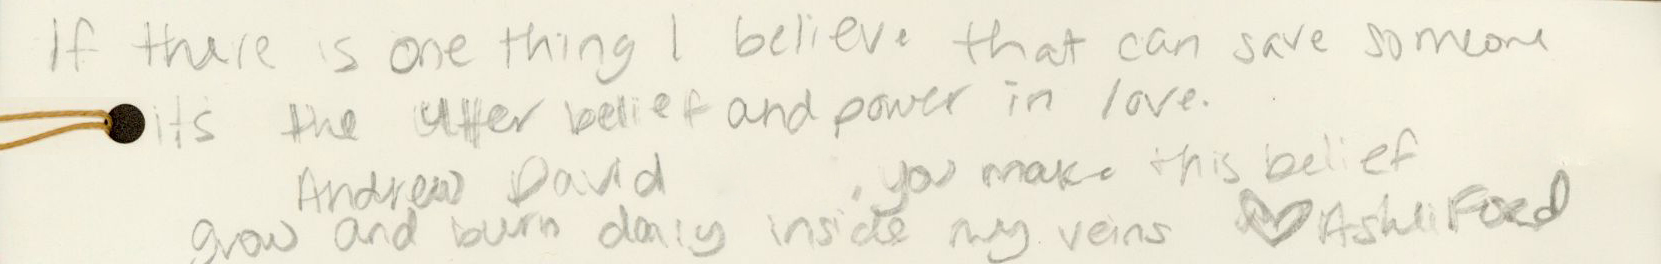 If there is one thing I believe that can save someone
its the utter belief and power in love.
Andrew David , you make this belief
grow and burn daily inside my veins ♡ Ashli Ford